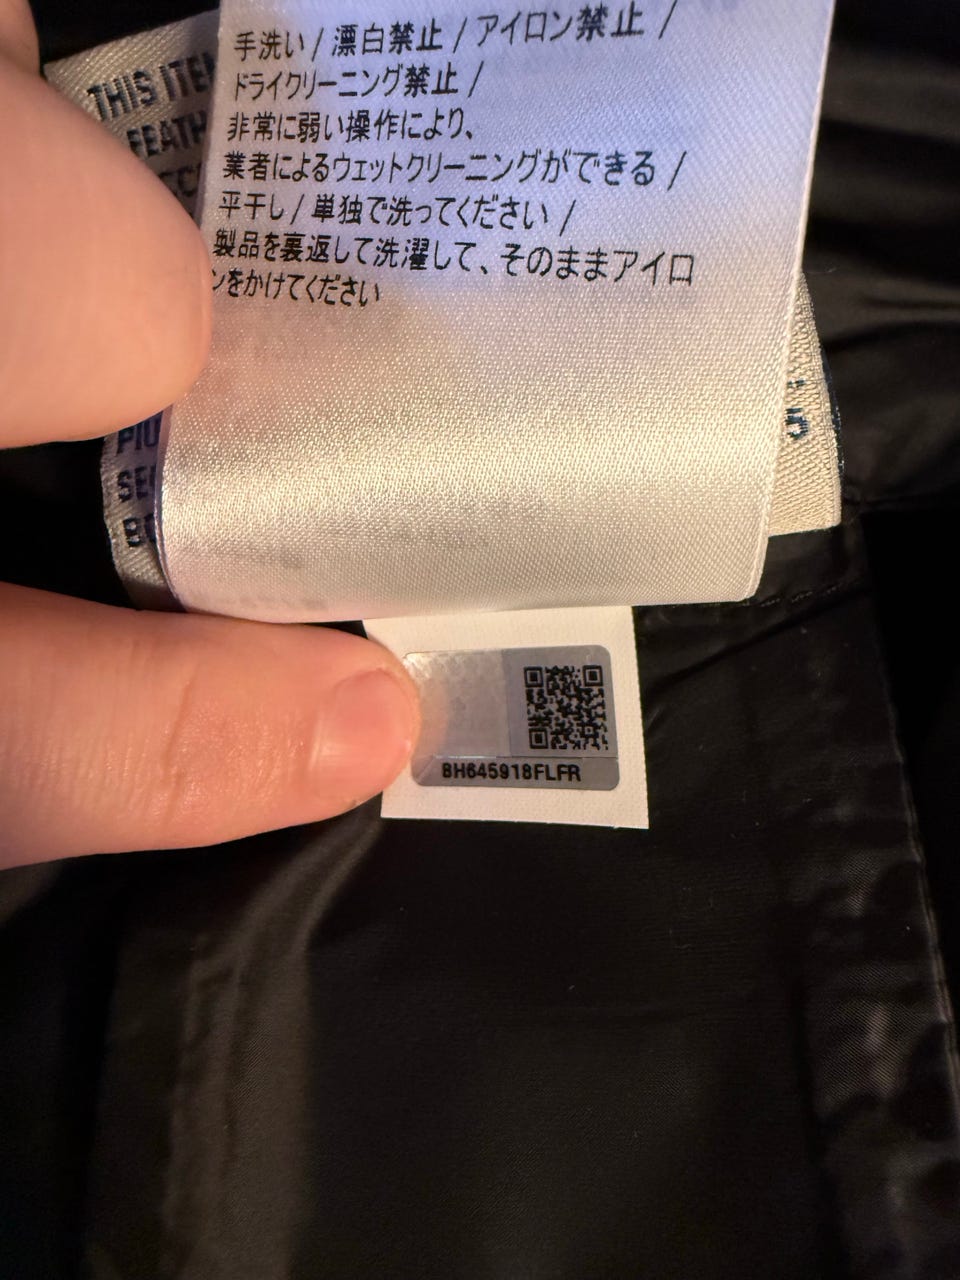 手洗い / 漂白禁止 / アイロン禁止 /
ドライクリーニング禁止 /
非常に弱い操作により、
業者によるウェットクリーニングができる /
平干し / 単独で洗ってください /
製品を裏返して洗濯して、そのままアイロ
ンをかけてください
THIS ITEM
FEATH
PIU
SE
BO
8H645918FLFR